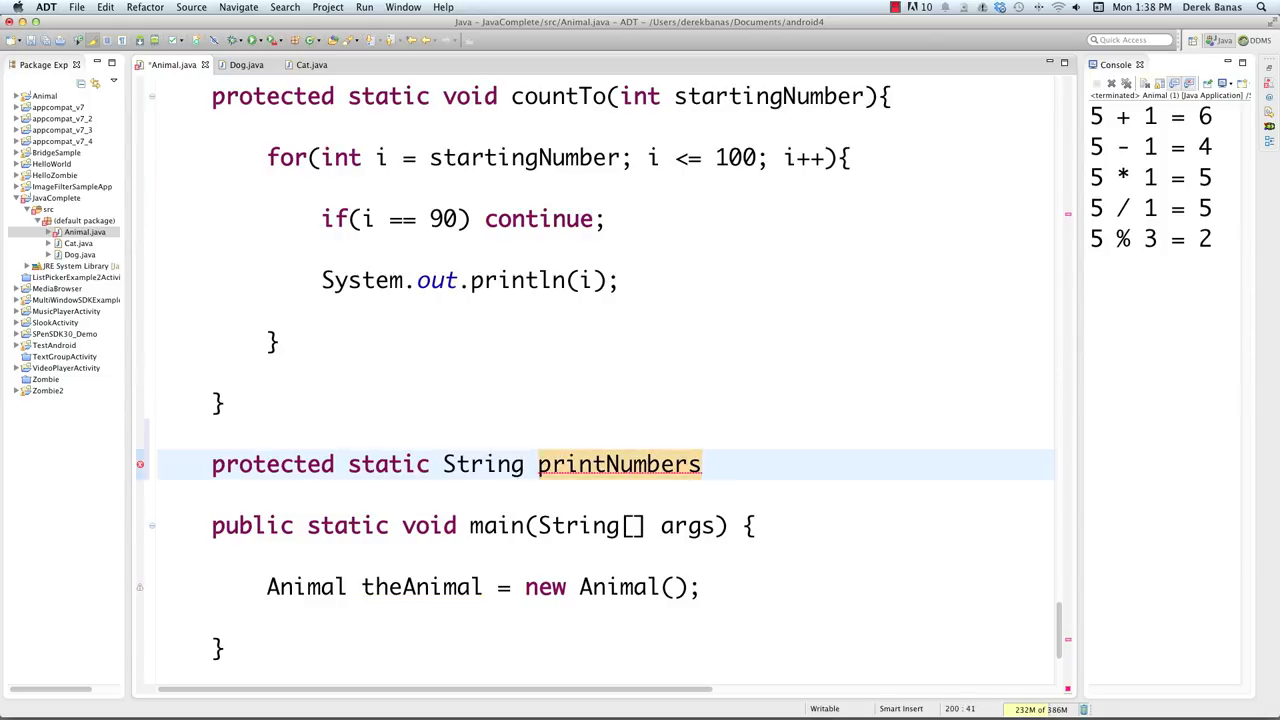 ADT File Edit Refactor Source Navigate Search Project Run Window Help 10 Mon 1:38 PM Derek Banas
Java - JavaComplete/src/Animal.java - ADT - /Users/derekbanas/Documents/android4
Quick Access Java DDMS
Package Exp
*Animal.java Dog.java Cat.java
Console
<terminated> Animal (1) [Java Application] /S
Animal
appcompat_v7
appcompat_v7_2
appcompat_v7_3
appcompat_v7_4
BridgeSample
HelloWorld
HelloZombie
ImageFilterSampleApp
JavaComplete
src
(default package)
Animal.java
Cat.java
Dog.java
JRE System Library [Ja
ListPickerExample2Activi
MediaBrowser
MultiWindowSDKExample
MusicPlayerActivity
SlookActivity
SPenSDK30_Demo
TestAndroid
TextGroupActivity
VideoPlayerActivity
Zombie
Zombie2
protected static void countTo(int startingNumber){
for(int i = startingNumber; i <= 100; i++){
if(i == 90) continue;
System.out.println(i);
}
}
protected static String printNumbers
public static void main(String[] args) {
Animal theAnimal = new Animal();
}
5 + 1 = 6
5 - 1 = 4
5 * 1 = 5
5 / 1 = 5
5 % 3 = 2
Writable Smart Insert 200 : 41 232M of 386M